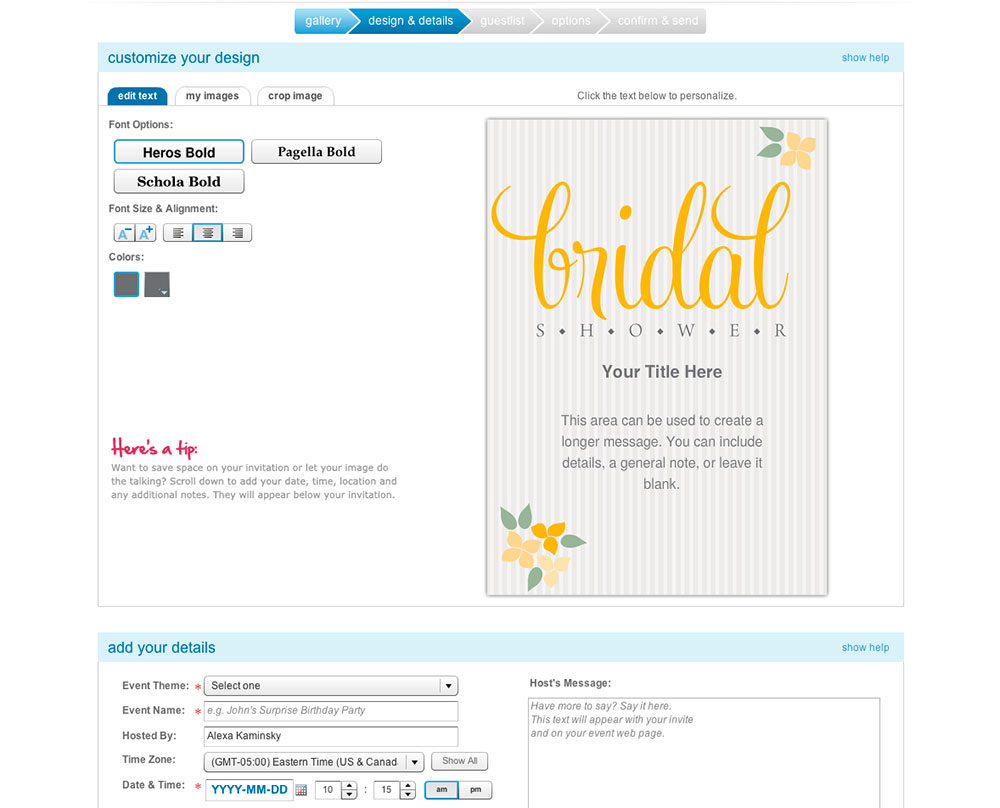 gallery design & details guestlist options confirm & send
customize your design show help
edit text my images crop image
Click the text below to personalize.
Font Options:
Heros Bold Pagella Bold
Schola Bold
Font Size & Alignment:
A- A+
Colors:
Here's a tip:
Want to save space on your invitation or let your image do
the talking? Scroll down to add your date, time, location and
any additional notes. They will appear below your invitation.
bridal
S • H • O • W • E • R
Your Title Here
This area can be used to create a
longer message. You can include
details, a general note, or leave it
blank.
add your details show help
Event Theme: * Select one
Event Name: * e.g. John's Surprise Birthday Party
Hosted By: Alexa Kaminsky
Time Zone: (GMT-05:00) Eastern Time (US & Canad Show All
Date & Time: * YYYY-MM-DD 10 : 15 am pm
Host's Message:
Have more to say? Say it here.
This text will appear with your invite
and on your event web page.